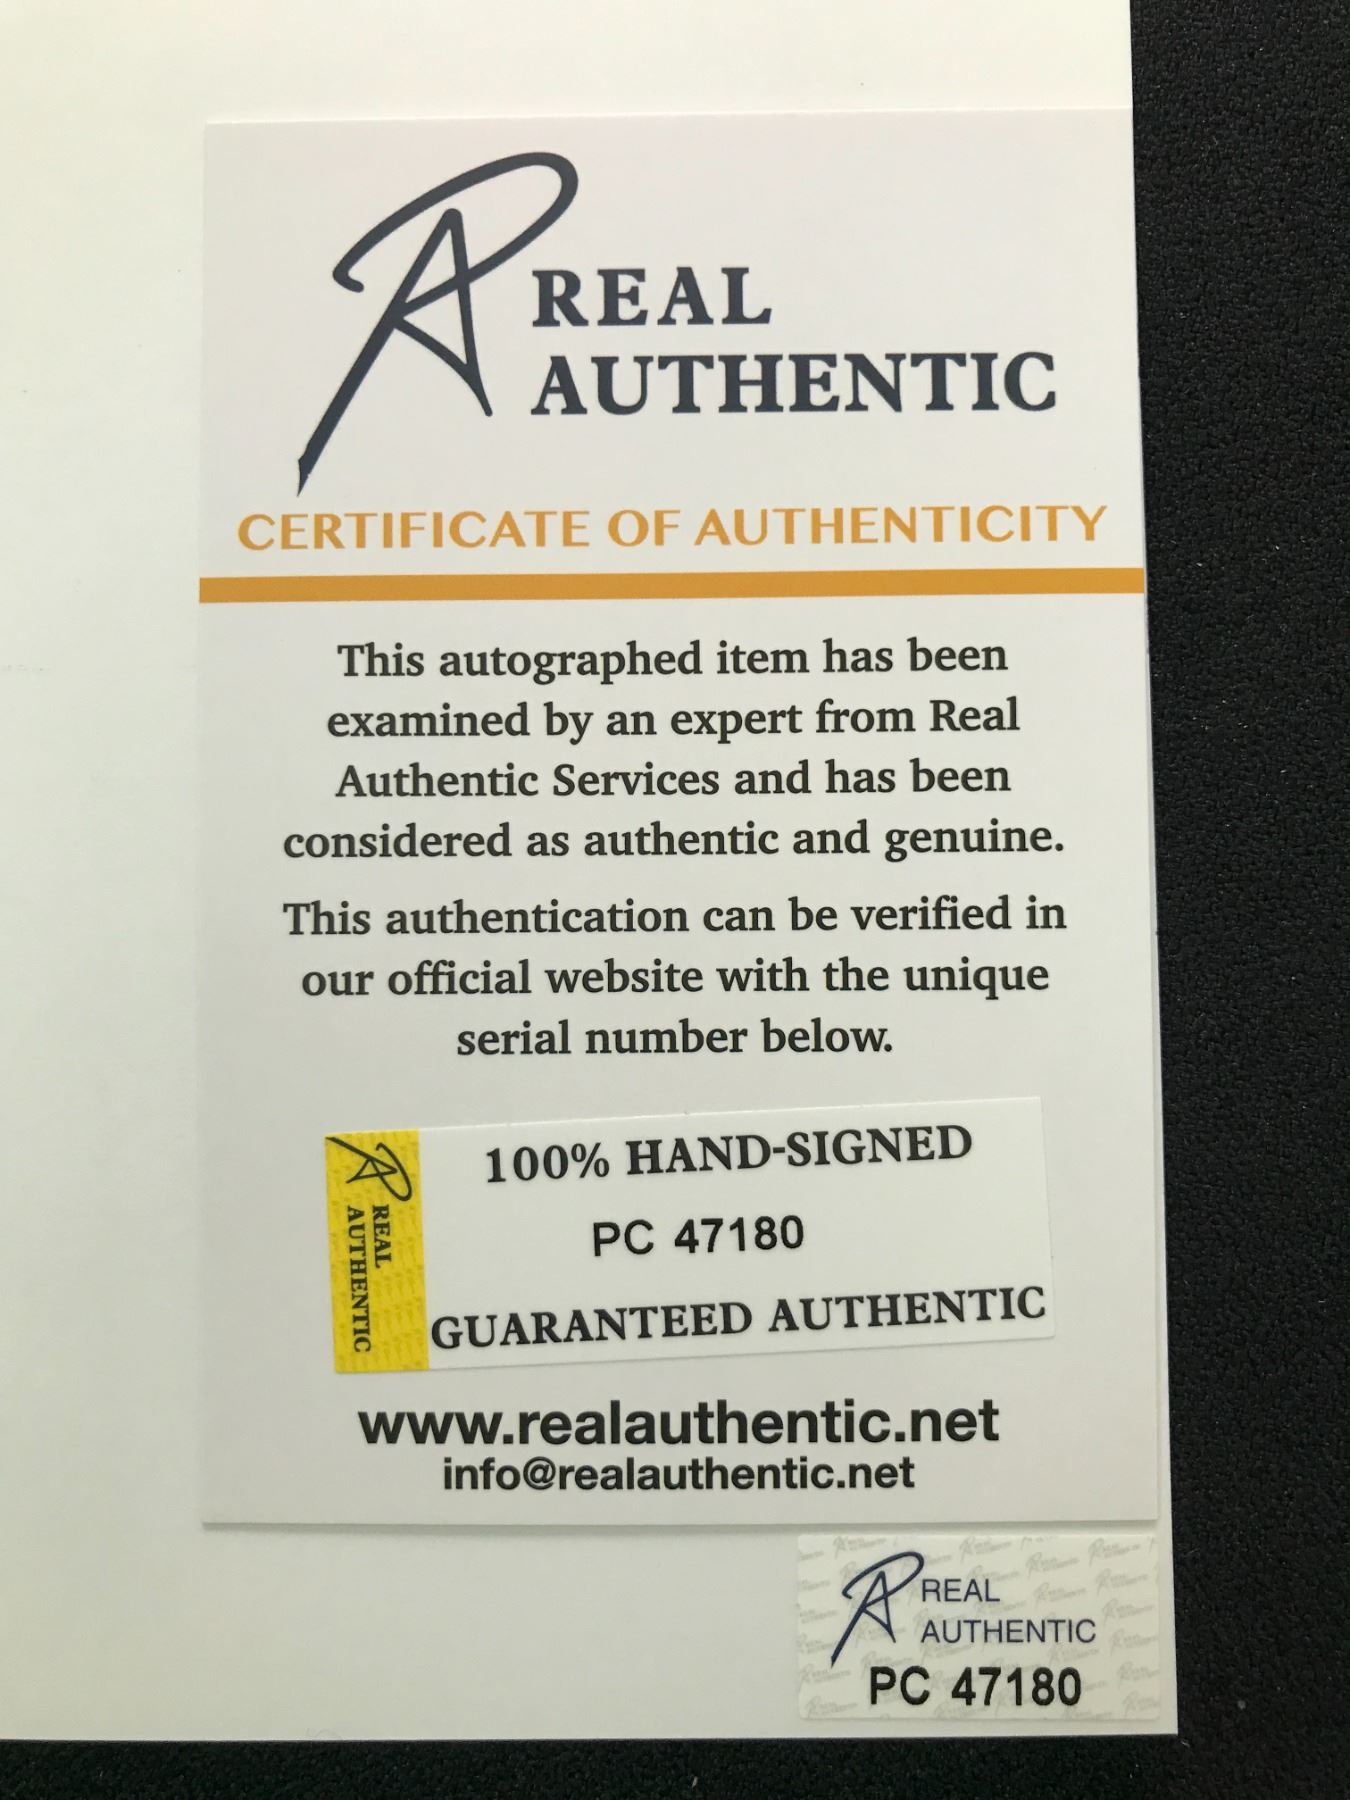 REAL
AUTHENTIC
CERTIFICATE OF AUTHENTICITY
This autographed item has been
examined by an expert from Real
Authentic Services and has been
considered as authentic and genuine.
This authentication can be verified in
our official website with the unique
serial number below.
REAL
AUTHENTIC
100% HAND-SIGNED
PC 47180
GUARANTEED AUTHENTIC
www.realauthentic.net
info@realauthentic.net
REAL
AUTHENTIC
PC 47180